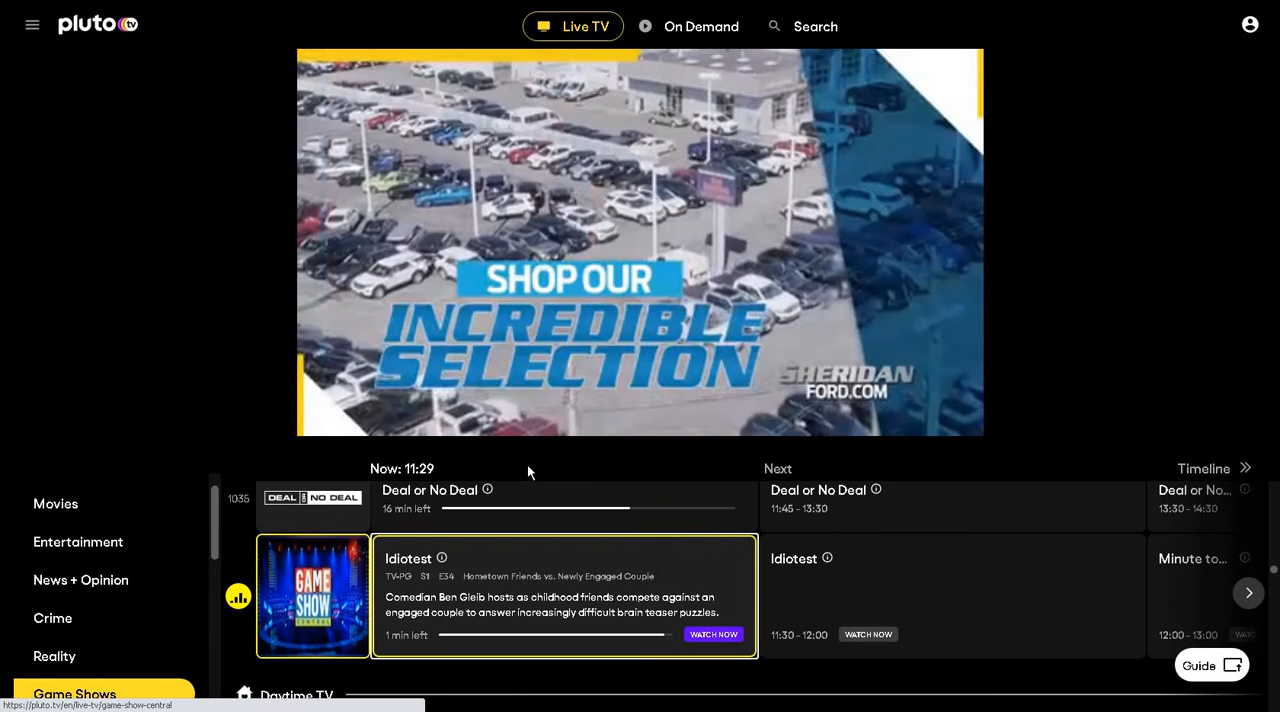 pluto tv
Live TV
On Demand
Search
SHOP OUR
INCREDIBLE
SELECTION
SHERIDAN
FORD.COM
Now: 11:29
Next
Timeline
Movies
Entertainment
News + Opinion
Crime
Reality
Game Shows
1035
DEAL OR NO DEAL
Deal or No Deal
16 min left
Deal or No Deal
11:45 - 13:30
Deal or No...
13:30 - 14:30
GAME
SHOW
CENTRAL
Idiotest
TV-PG S1 E34 Hometown Friends vs. Newly Engaged Couple
Comedian Ben Gleib hosts as childhood friends compete against an
engaged couple to answer increasingly difficult brain teaser puzzles.
1 min left
WATCH NOW
Idiotest
11:30 - 12:00
WATCH NOW
Minute to...
12:00 - 13:00
WATC
Guide
Daytime TV
https://pluto.tv/en/live-tv/game-show-central